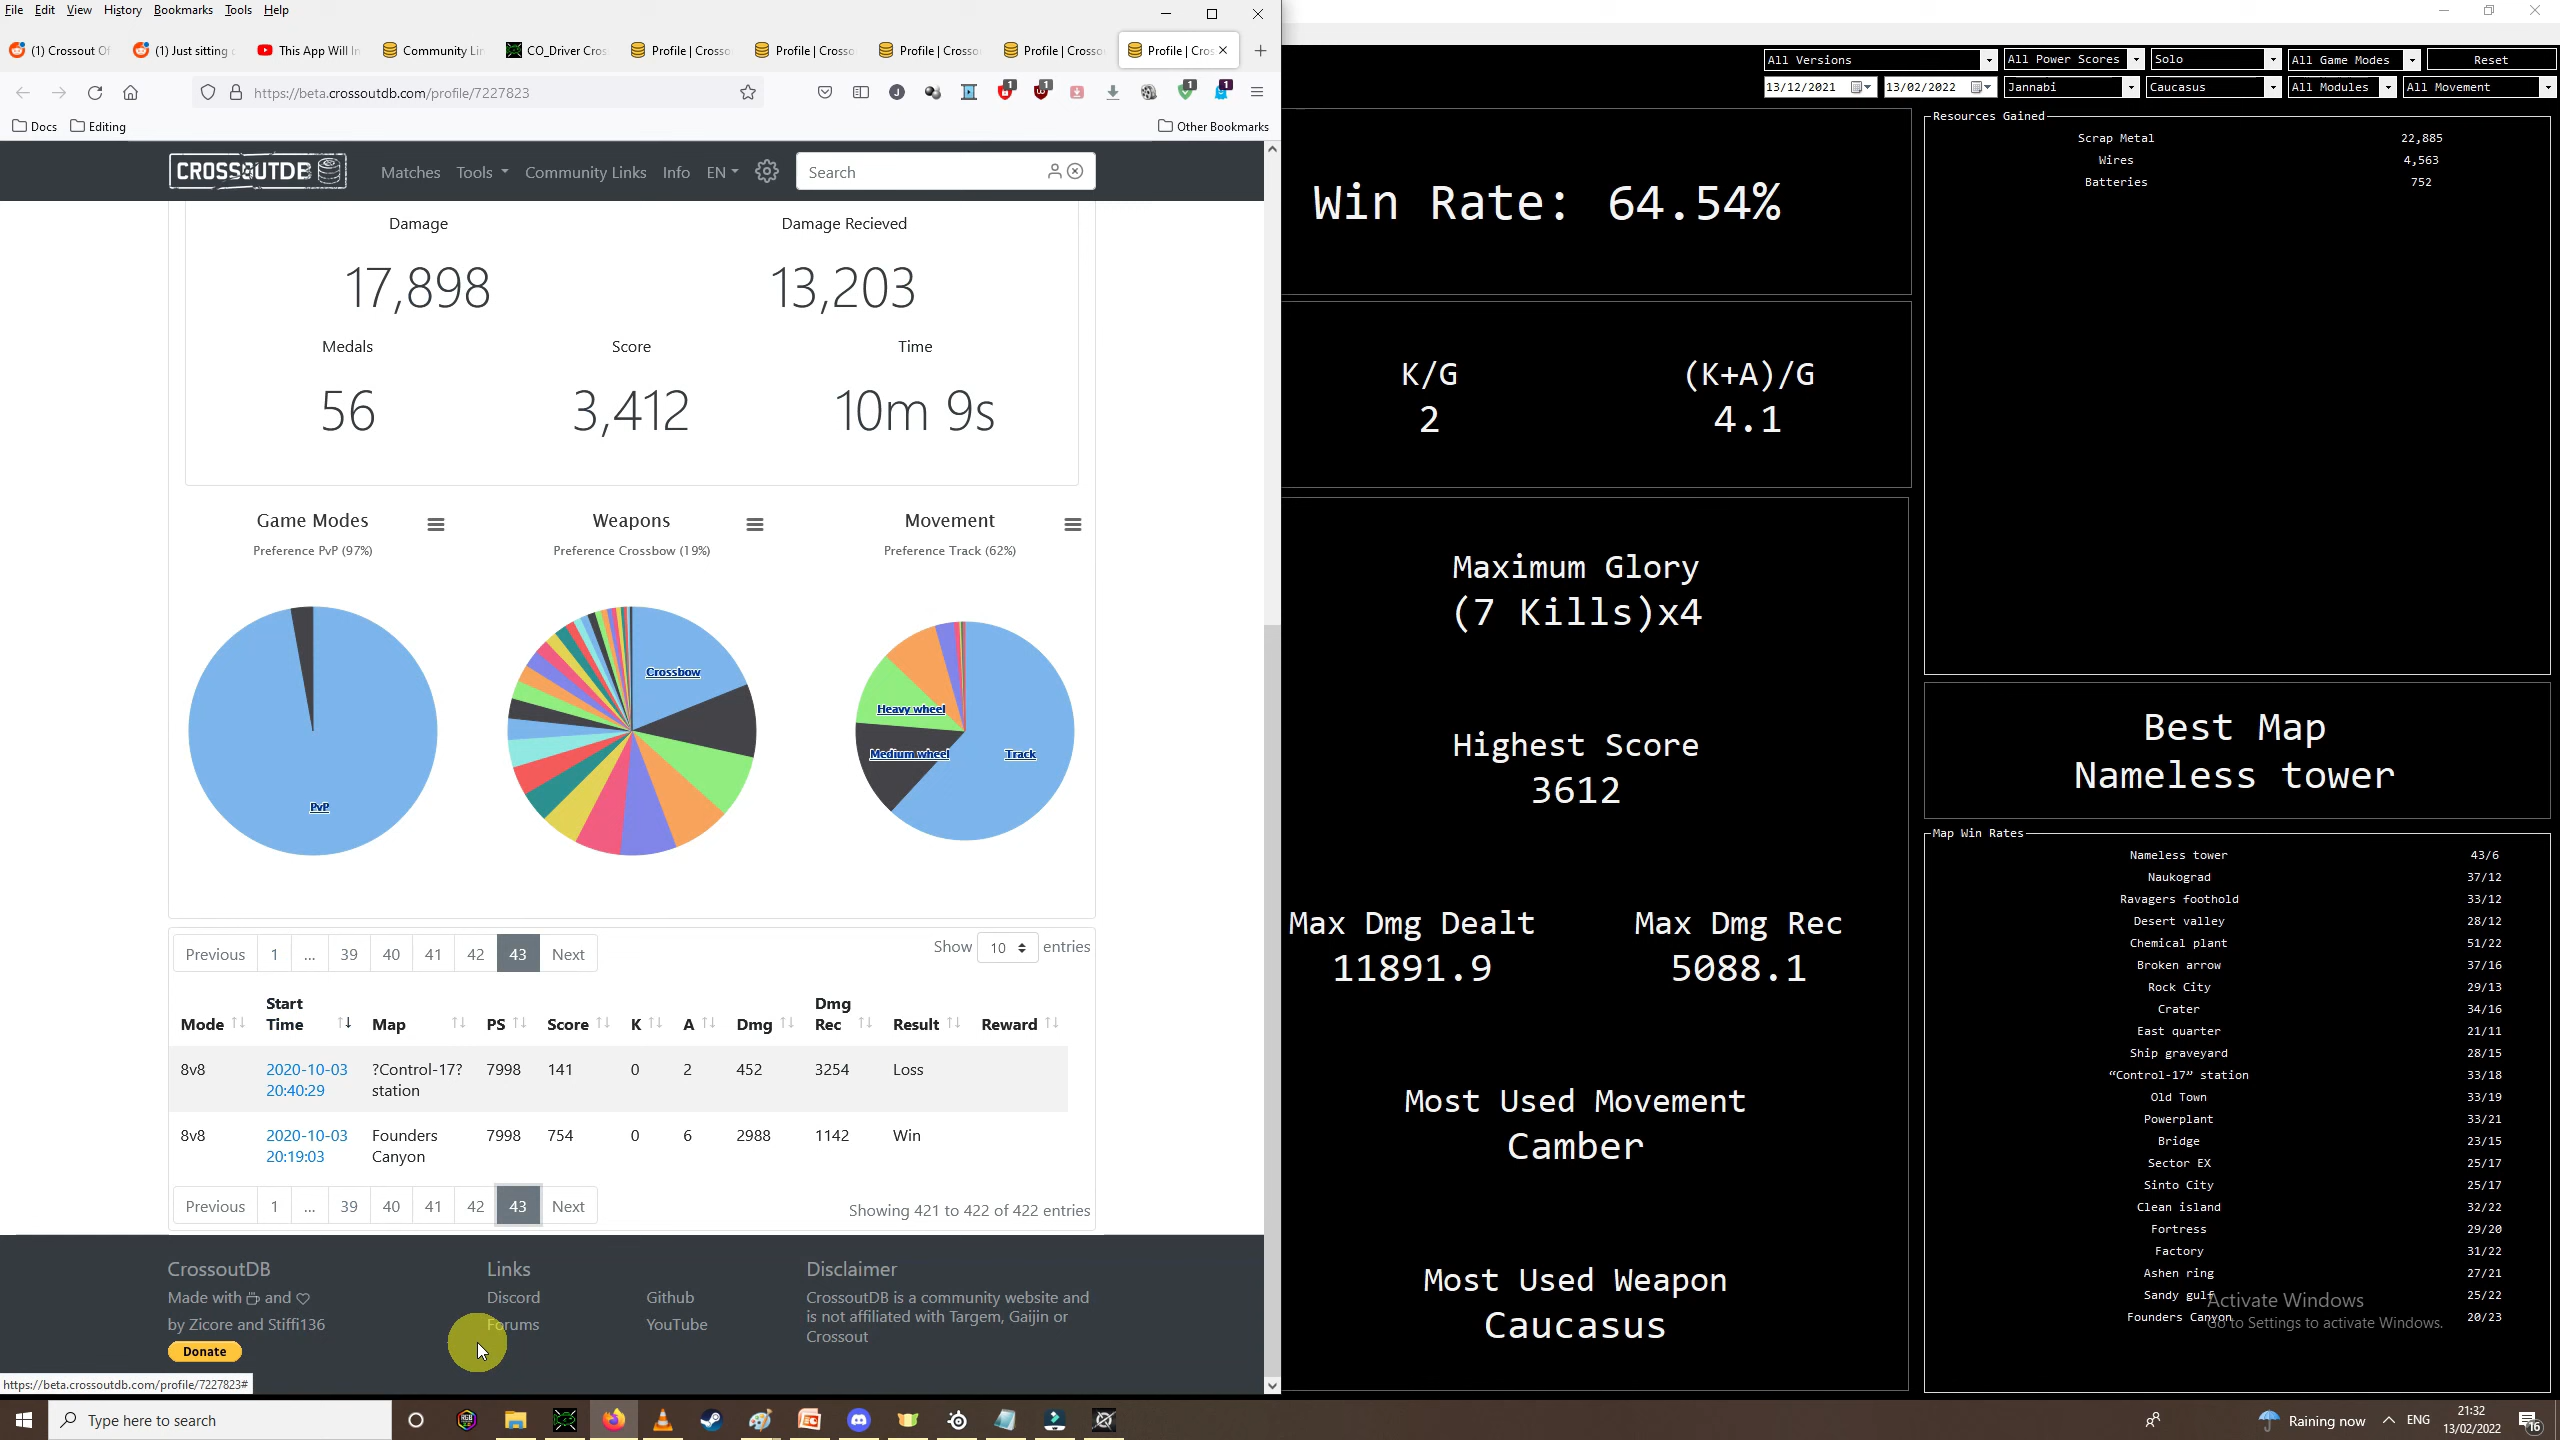 File Edit View History Bookmarks Tools Help
(1) Crossout Of
(1) Just sitting
This App Will In
Community Lin
CO_Driver Cros
Profile | Crosso
Profile | Crosso
Profile | Crosso
Profile | Crosso
Profile | Cros
https://beta.crossoutdb.com/profile/7227823
Docs Editing Other Bookmarks
CROSSOUTDB Matches Tools Community Links Info EN Search
Damage Damage Recieved
17,898 13,203
Medals Score Time
56 3,412 10m 9s
Game Modes Weapons Movement
Preference PvP (97%) Preference Crossbow (19%) Preference Track (62%)
Crossbow
Heavy wheel
Medium wheel Track
PvP
Previous 1 ... 39 40 41 42 43 Next Show 10 entries
Mode Start Time Map PS Score K A Dmg Dmg Rec Result Reward
8v8 2020-10-03 20:40:29 ?Control-17? station 7998 141 0 2 452 3254 Loss
8v8 2020-10-03 20:19:03 Founders Canyon 7998 754 0 6 2988 1142 Win
Previous 1 ... 39 40 41 42 43 Next Showing 421 to 422 of 422 entries
CrossoutDB Links Disclaimer
Made with and Discord Github CrossoutDB is a community website and
by Zicore and Stiffi136 Forums YouTube is not affiliated with Targem, Gaijin or
Donate Crossout
https://beta.crossoutdb.com/profile/7227823#
All Versions All Power Scores Solo All Game Modes Reset
13/12/2021 13/02/2022 Jannabi Caucasus All Modules All Movement
Win Rate: 64.54%
K/G (K+A)/G
2 4.1
Maximum Glory
(7 Kills)x4
Highest Score
3612
Max Dmg Dealt Max Dmg Rec
11891.9 5088.1
Most Used Movement
Camber
Most Used Weapon
Caucasus
Resources Gained
Scrap Metal 22,885
Wires 4,563
Batteries 752
Best Map
Nameless tower
Map Win Rates
Nameless tower 43/6
Naukograd 37/12
Ravagers foothold 33/12
Desert valley 28/12
Chemical plant 51/22
Broken arrow 37/16
Rock City 29/13
Crater 34/16
East quarter 21/11
Ship graveyard 28/15
“Control-17” station 33/18
Old Town 33/19
Powerplant 33/21
Bridge 23/15
Sector EX 25/17
Sinto City 25/17
Clean island 32/22
Fortress 29/20
Factory 31/22
Ashen ring 27/21
Sandy gulf 25/22
Founders Canyon 20/23
Activate Windows
Go to Settings to activate Windows.
Type here to search Raining now ENG 21:32
13/02/2022 16